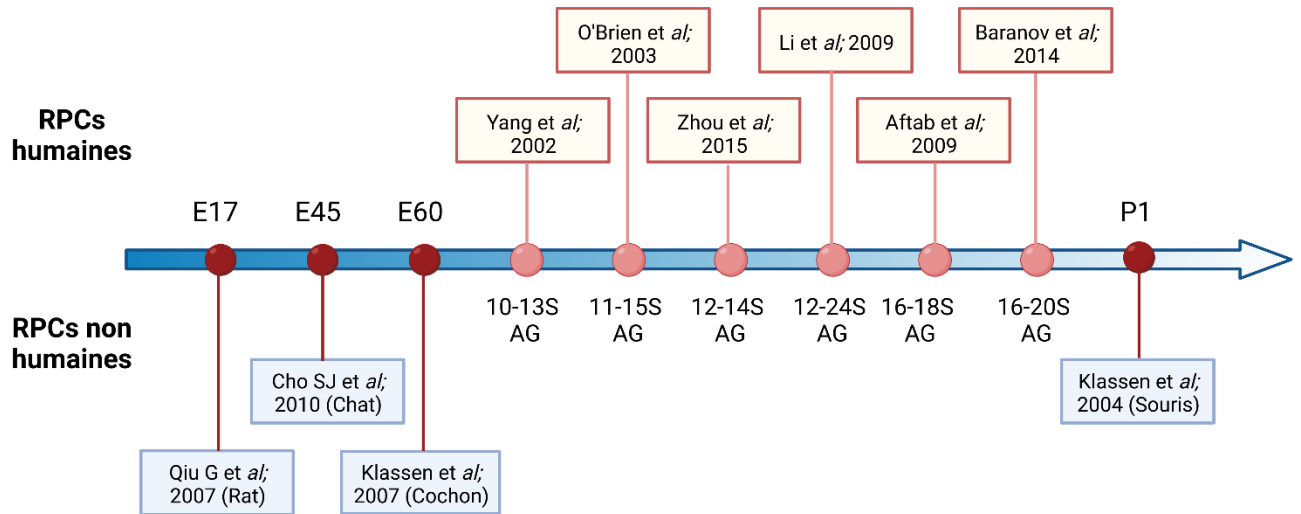 O'Brien et al;
2003
Li et al; 2009
Baranov et al;
2014
Yang et al;
2002
Zhou et al;
2015
Aftab et al;
2009
RPCs
humaines
E17
E45
E60
P1
10-13S
AG
11-15S
AG
12-14S
AG
12-24S
AG
16-18S
AG
16-20S
AG
RPCs non
humaines
Cho SJ et al;
2010 (Chat)
Klassen et al;
2004 (Souris)
Qiu G et al;
2007 (Rat)
Klassen et al;
2007 (Cochon)